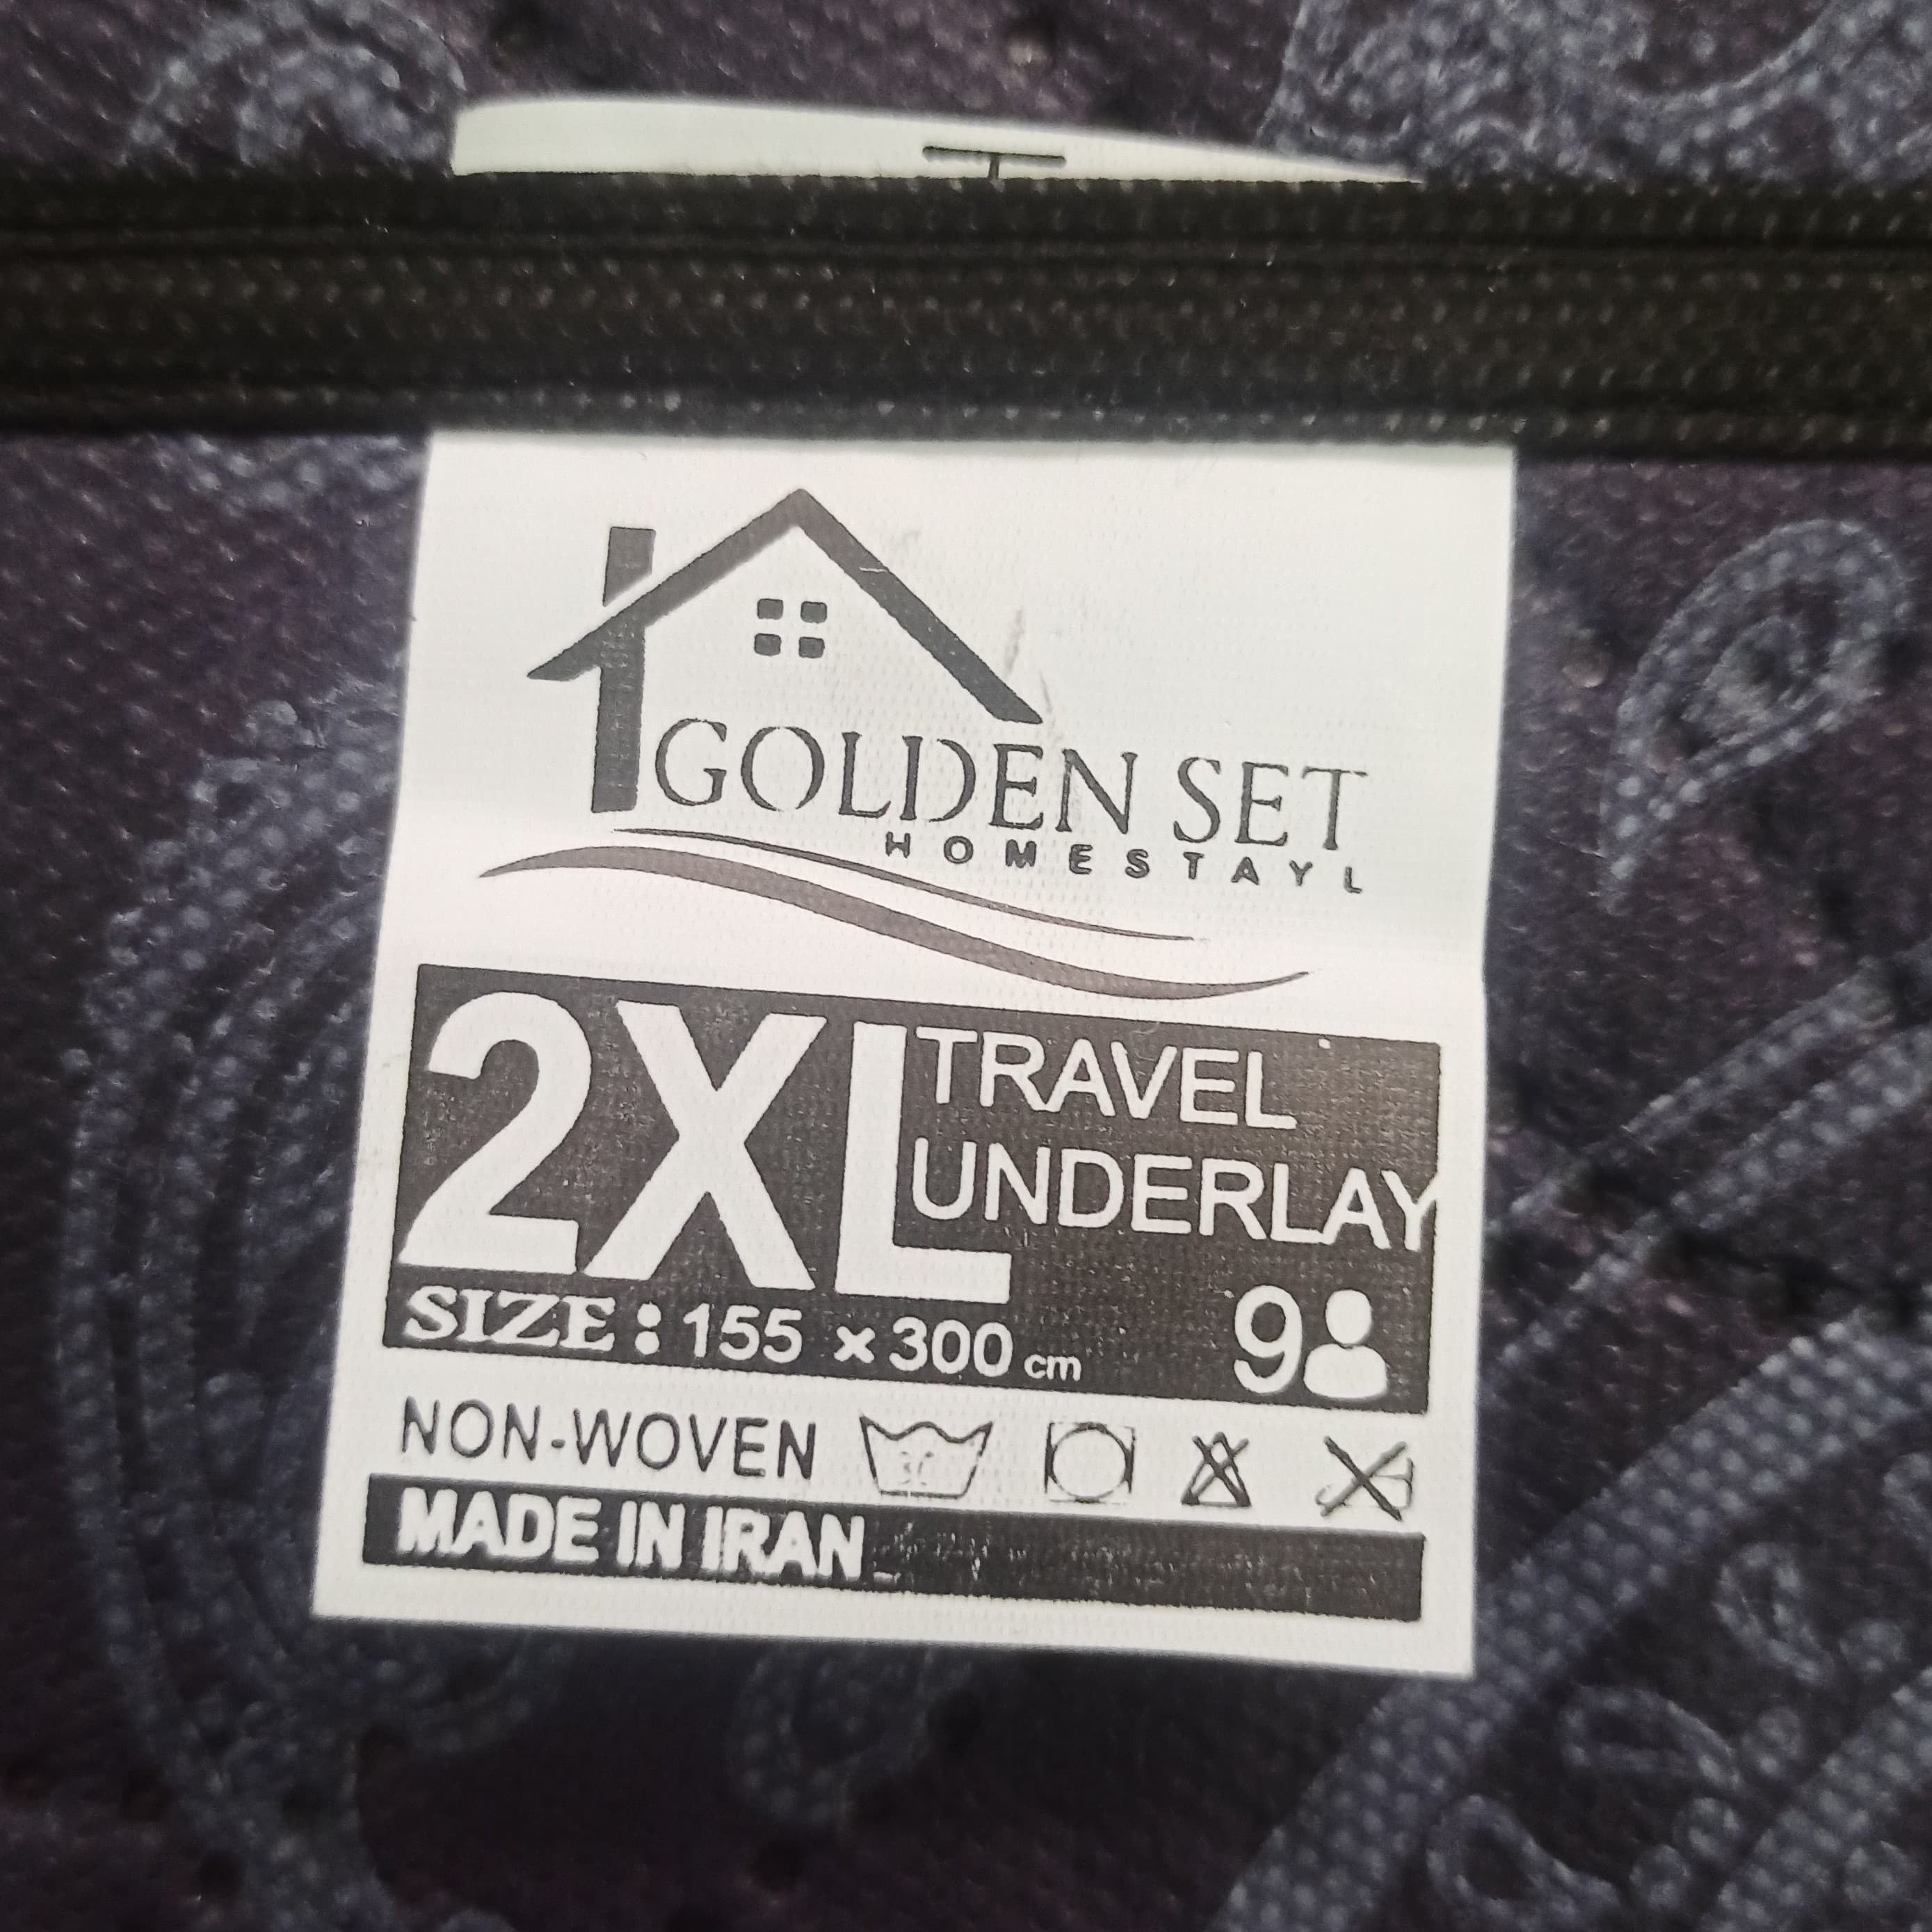 GOLDEN SET
HOMESTAYL
2XL
TRAVEL
UNDERLAY
SIZE: 155 × 300 cm
9
NON-WOVEN
MADE IN IRAN